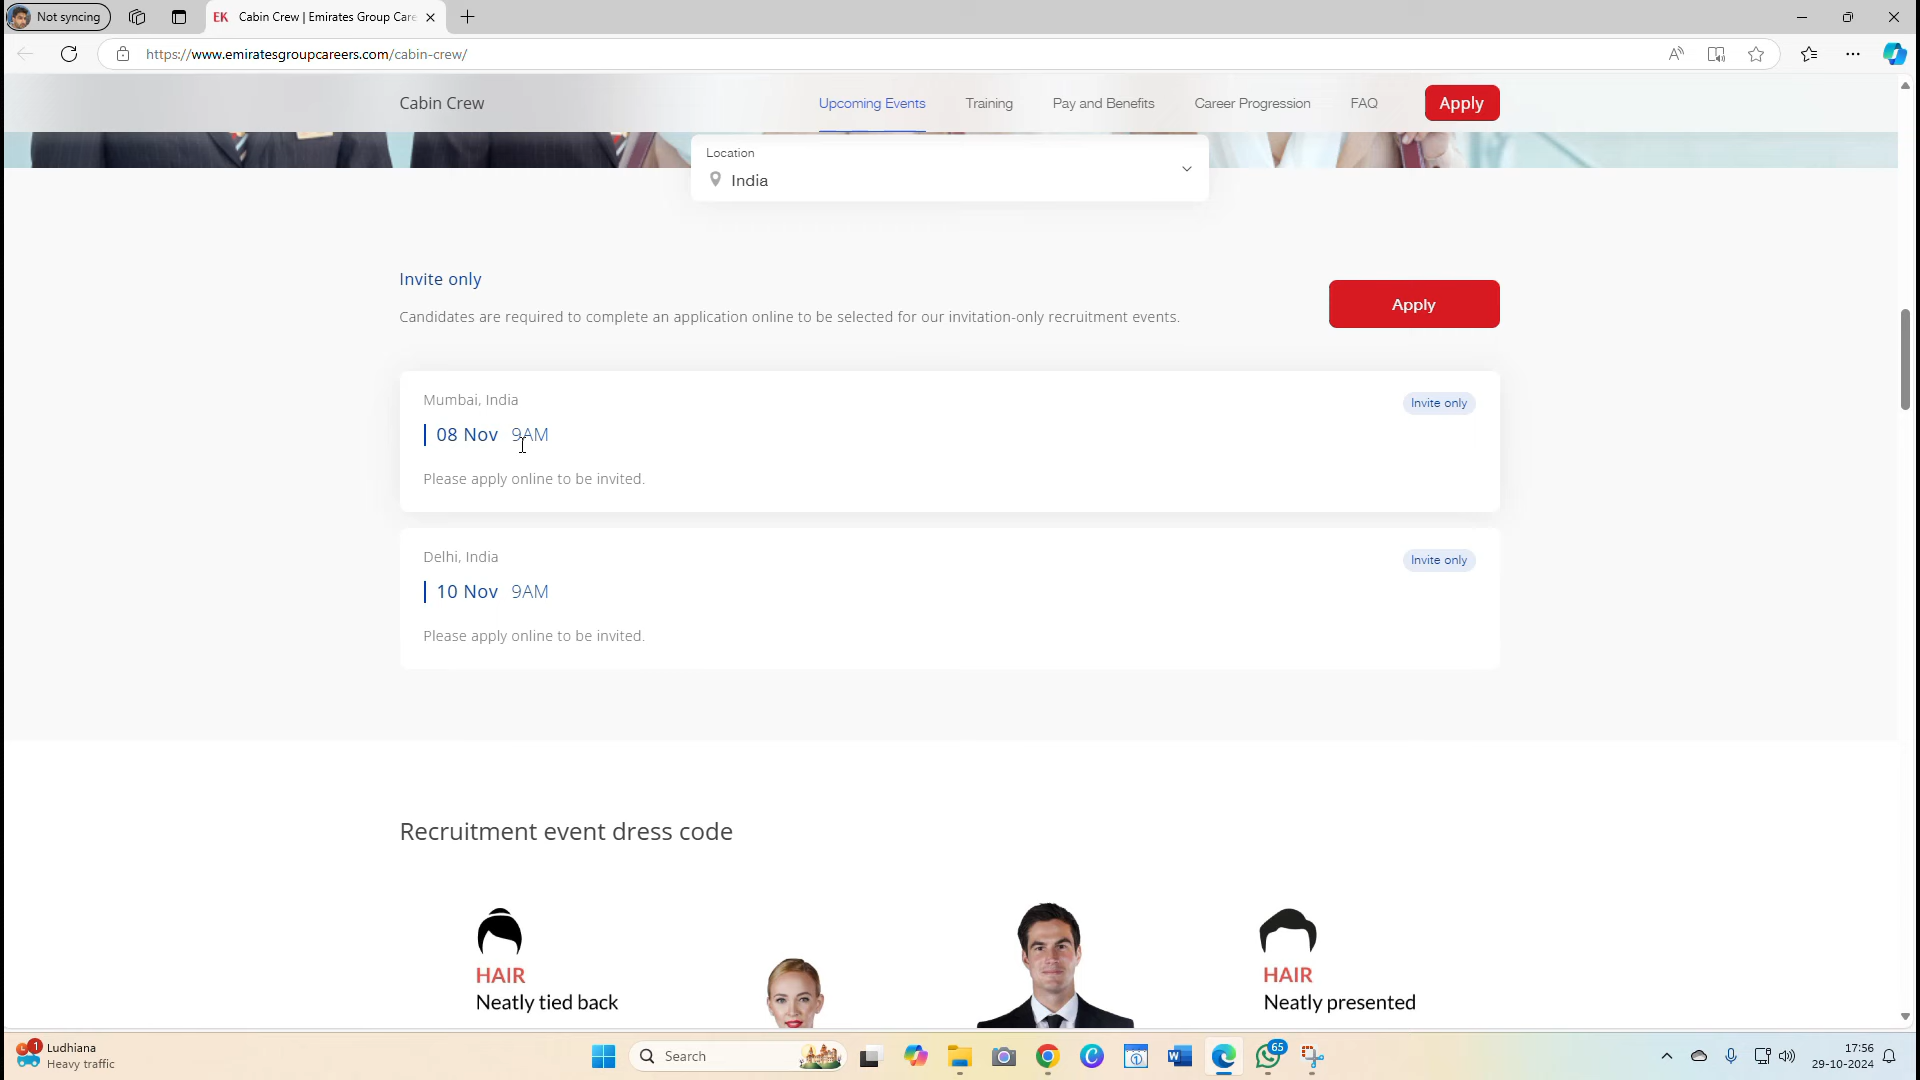 Not syncing
EK Cabin Crew | Emirates Group Care
https://www.emiratesgroupcareers.com/cabin-crew/
Cabin Crew
Upcoming Events
Training
Pay and Benefits
Career Progression
FAQ
Apply
Location
India
Invite only
Candidates are required to complete an application online to be selected for our invitation-only recruitment events.
Apply
Mumbai, India
Invite only
08 Nov 9AM
Please apply online to be invited.
Delhi, India
Invite only
10 Nov 9AM
Please apply online to be invited.
Recruitment event dress code
HAIR
Neatly tied back
HAIR
Neatly presented
1
Ludhiana
Heavy traffic
Search
65
17:56
29-10-2024